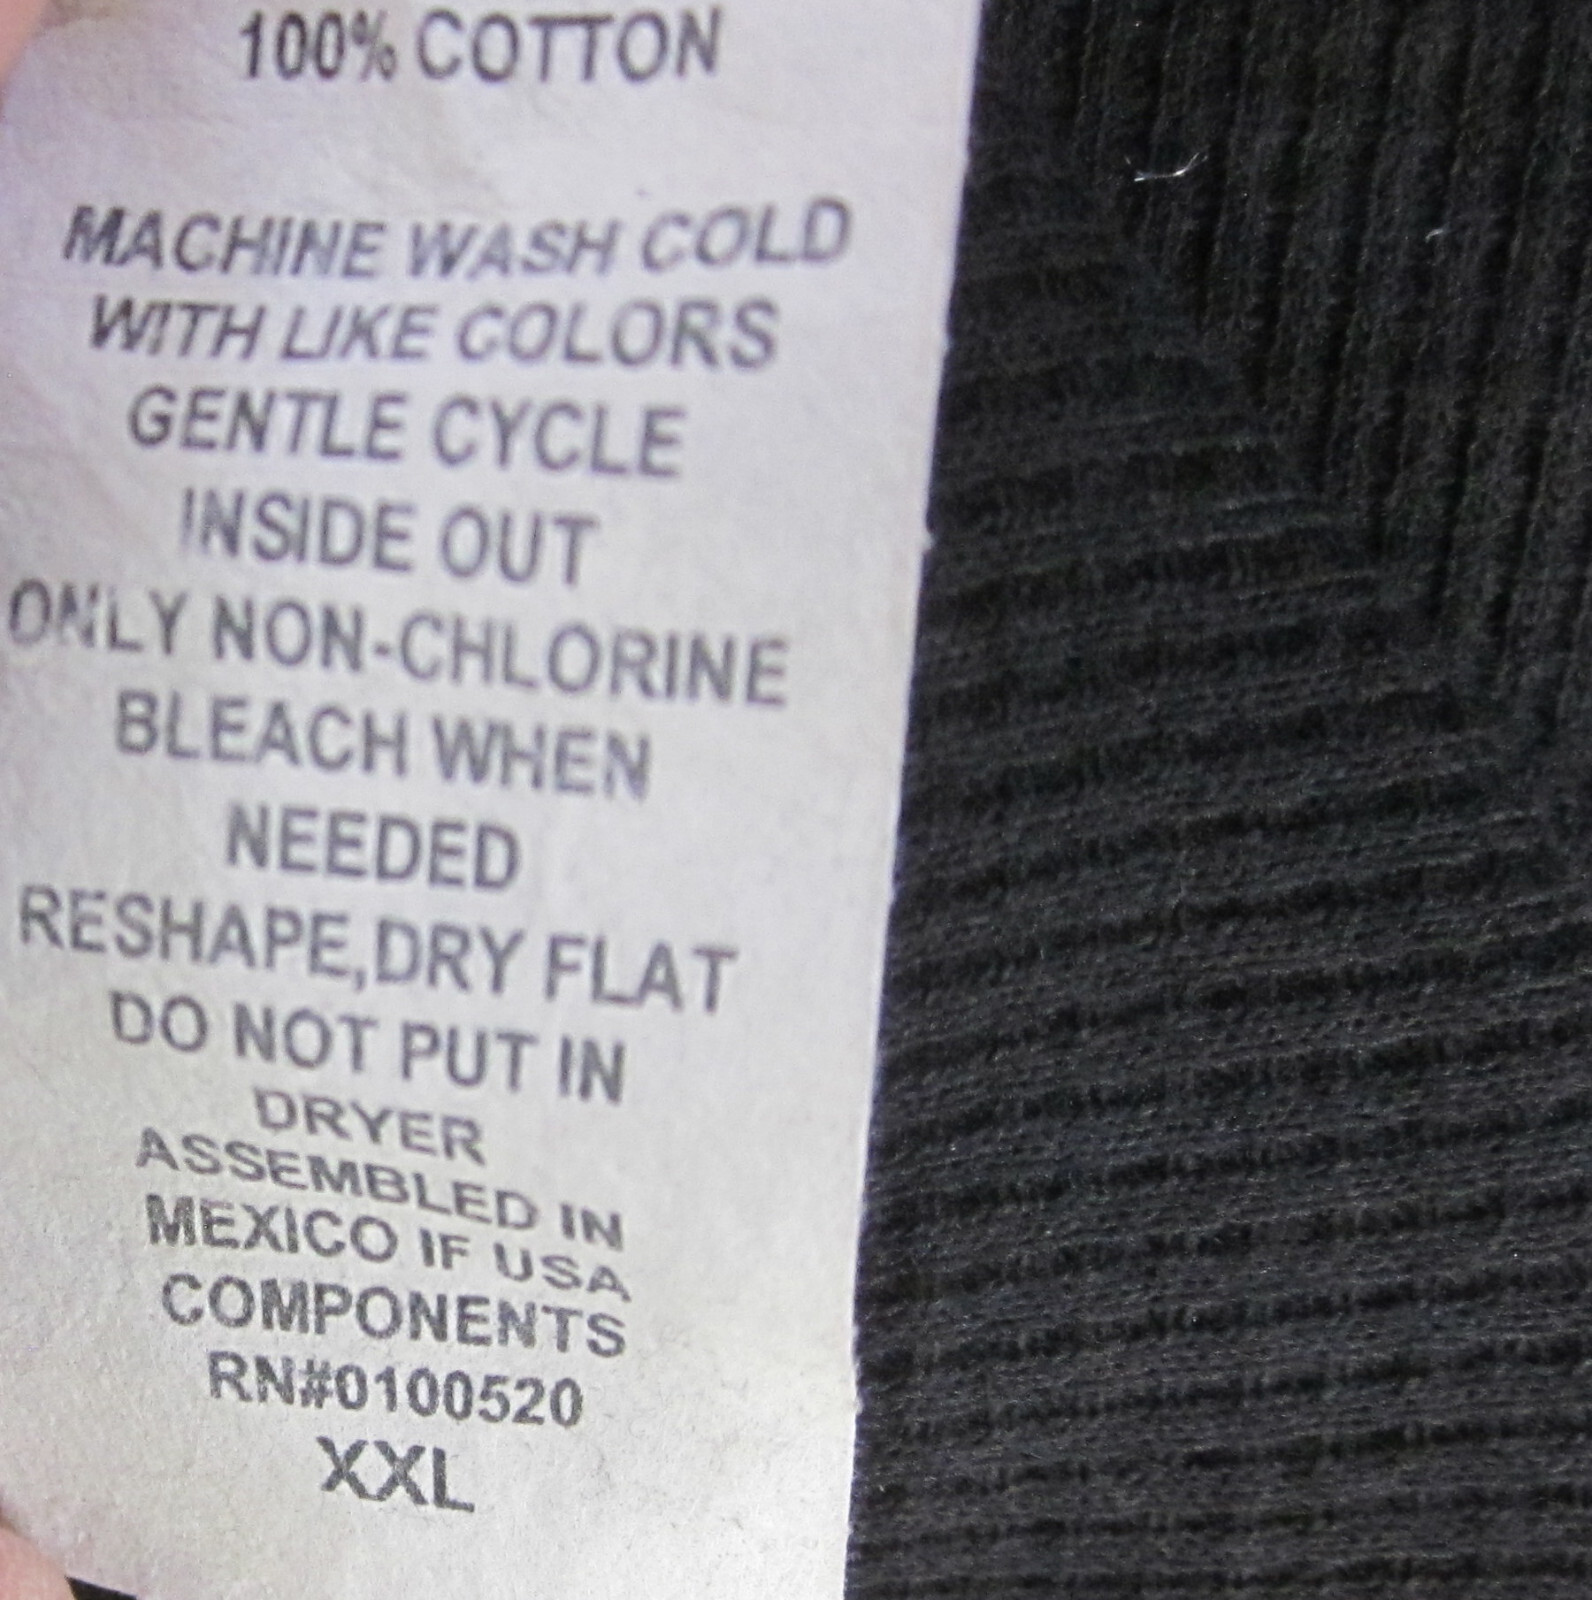 100% COTTON
MACHINE WASH COLD
WITH LIKE COLORS
GENTLE CYCLE
INSIDE OUT
ONLY NON-CHLORINE
BLEACH WHEN
NEEDED
RESHAPE,DRY FLAT
DO NOT PUT IN
DRYER
ASSEMBLED IN
MEXICO IF USA
COMPONENTS
RN#0100520
XXL